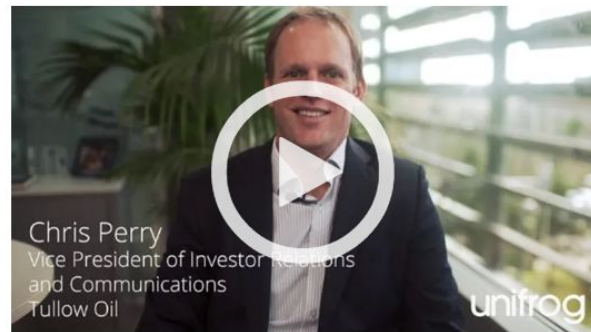 Chris Perry
Vice President of Investor Relations
and Communications
Tullow Oil
unifrog